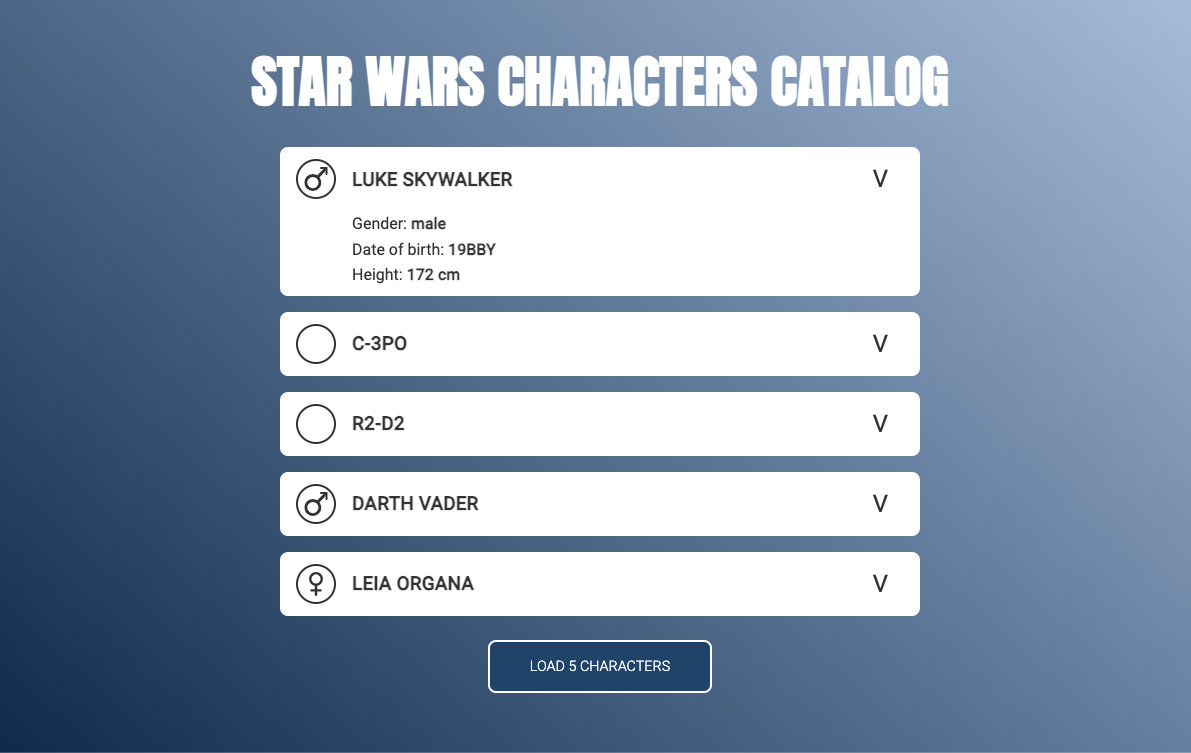 STAR WARS CHARACTERS CATALOG
LUKE SKYWALKER V
Gender: male
Date of birth: 19BBY
Height: 172 cm
C-3PO V
R2-D2 V
DARTH VADER V
LEIA ORGANA V
LOAD 5 CHARACTERS